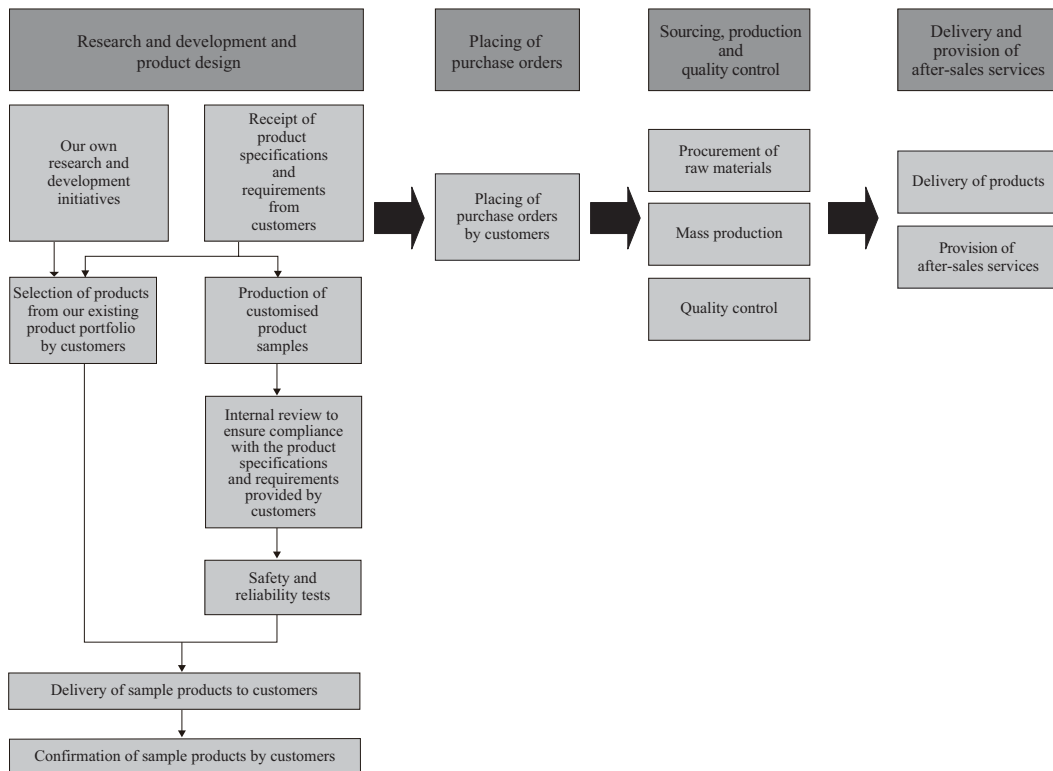 Research and development and
product design
Placing of
purchase orders
Sourcing, production
and
quality control
Delivery and
provision of
after-sales services
Our own
research and
development
initiatives
Receipt of
product
specifications
and
requirements
from
customers
Selection of products
from our existing
product portfolio
by customers
Production of
customised
product
samples
Internal review to
ensure compliance
with the product
specifications
and requirements
provided by
customers
Safety and
reliability tests
Delivery of sample products to customers
Confirmation of sample products by customers
Placing of
purchase orders
by customers
Procurement of
raw materials
Mass production
Quality control
Delivery of products
Provision of
after-sales services